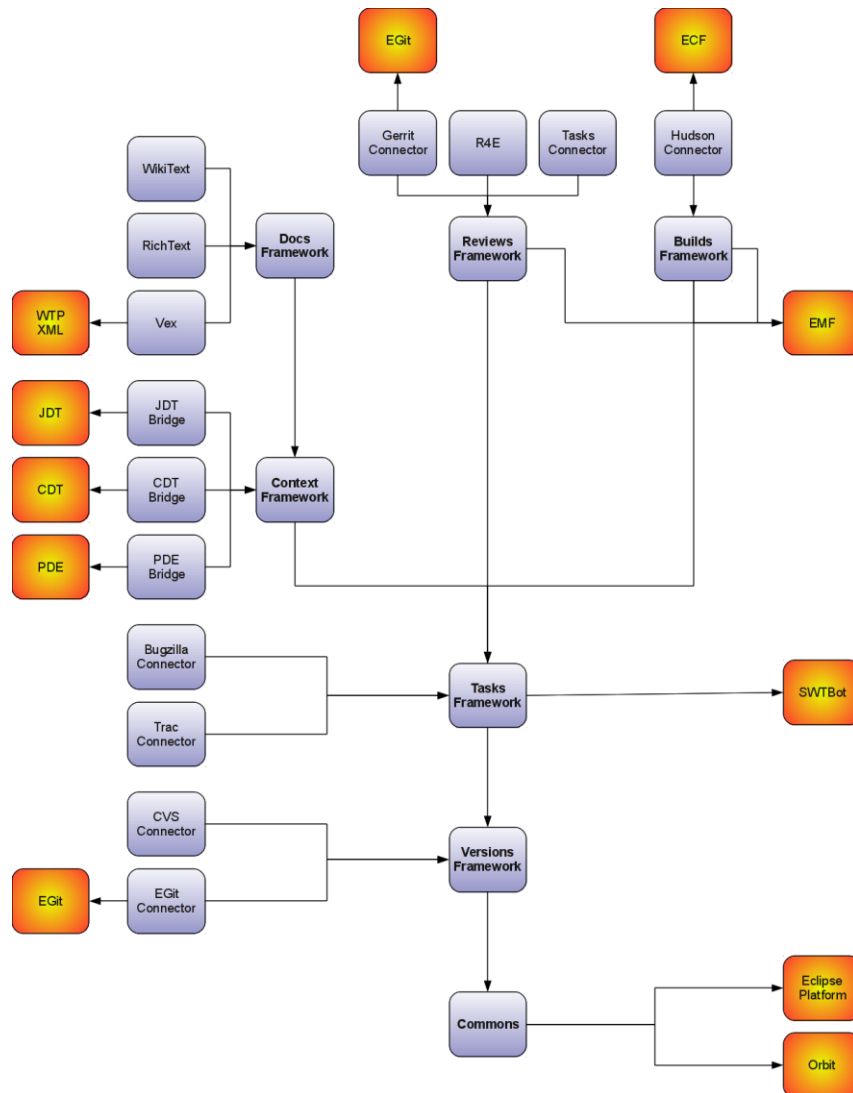 EGit
ECF
Gerrit
Connector
R4E
Tasks
Connector
Hudson
Connector
WikiText
RichText
Docs
Framework
Reviews
Framework
Builds
Framework
WTP
XML
Vex
EMF
JDT
JDT
Bridge
CDT
CDT
Bridge
Context
Framework
PDE
PDE
Bridge
Bugzilla
Connector
Tasks
Framework
SWTBot
Trac
Connector
CVS
Connector
Versions
Framework
EGit
EGit
Connector
Eclipse
Platform
Commons
Orbit